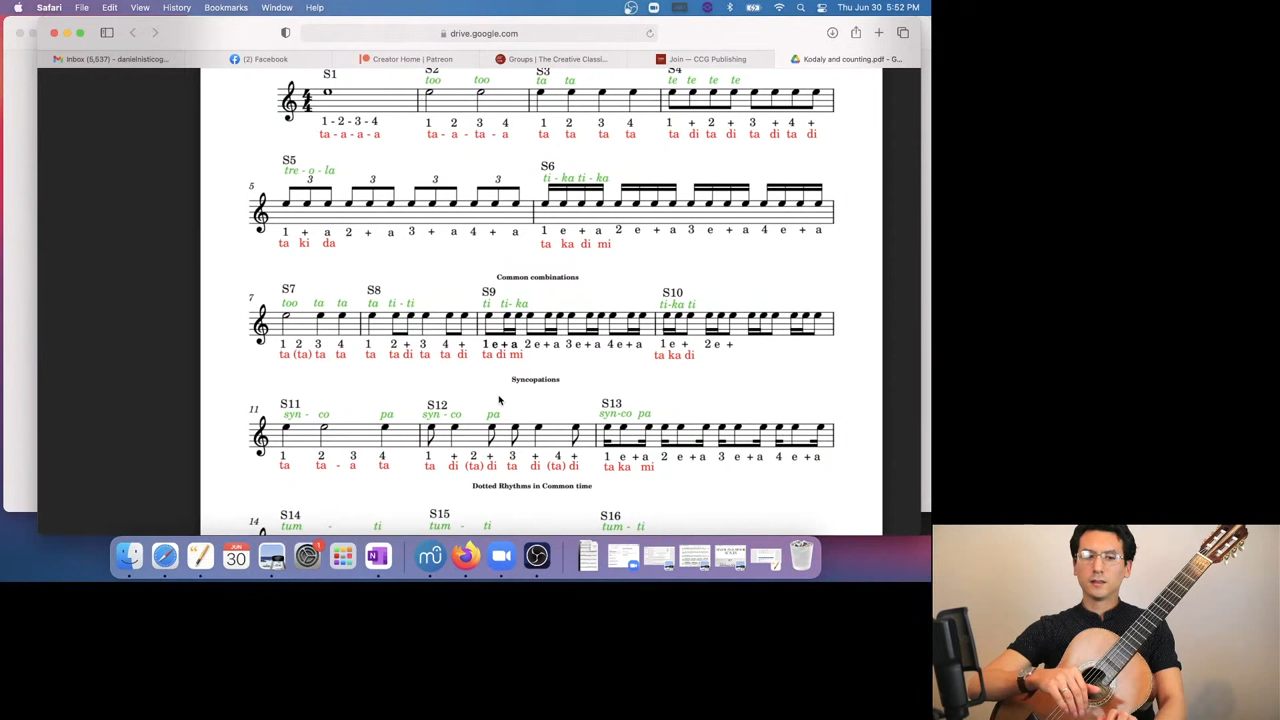 Safari File Edit View History Bookmarks Window Help Thu Jun 30 5:52 PM
drive.google.com
Inbox (5,537) - danielnisticog... (2) Facebook Creator Home | Patreon Groups | The Creative Classi... Join — CCG Publishing Kodaly and counting.pdf - G...
S1 S2 S3 S4
too too ta ta te te te te
1 - 2 - 3 - 4 1 2 3 4 1 2 3 4 1 + 2 + 3 + 4 +
ta - a - a - a ta - a - ta - a ta ta ta ta ta di ta di ta di ta di
S5 S6
tre - o - la ti - ka ti - ka
5 3 3 3 3
1 + a 2 + a 3 + a 4 + a 1 e + a 2 e + a 3 e + a 4 e + a
ta ki da ta ka di mi
Common combinations
7 S7 S8 S9 S10
too ta ta ta ti - ti ti ti- ka ti-ka ti
1 2 3 4 1 2 + 3 4 + 1 e + a 2 e + a 3 e + a 4 e + a 1 e + 2 e +
ta (ta) ta ta ta ta di ta ta di ta di mi ta ka di
Syncopations
11 S11 S12 S13
syn - co pa syn - co pa syn-co pa
1 2 3 4 1 + 2 + 3 + 4 + 1 e + a 2 e + a 3 e + a 4 e + a
ta ta - a ta ta di (ta) di ta di (ta) di ta ka mi
Dotted Rhythms in Common time
14 S14 S15 S16
tum - ti tum - ti tum - ti
JUN
30
1